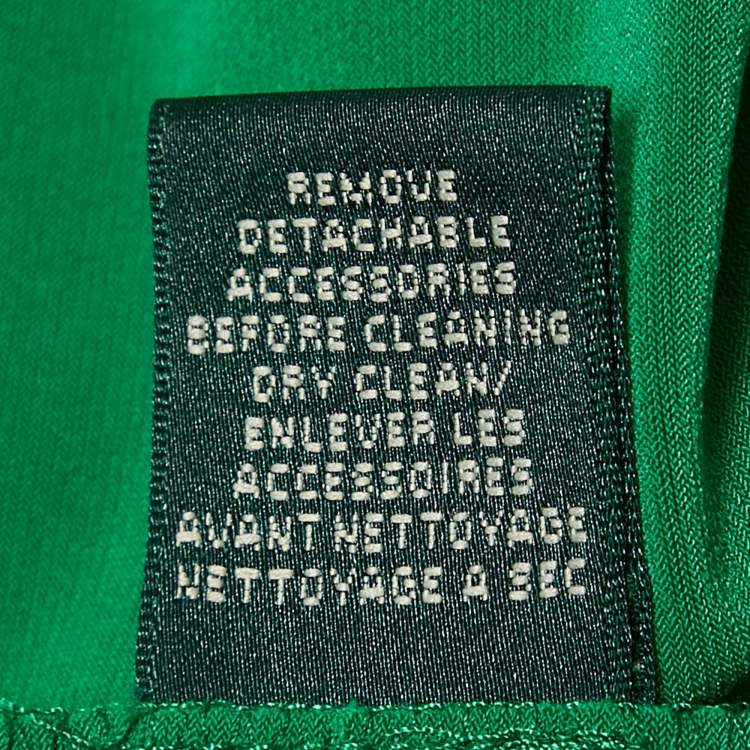 REMOVE
DETACHABLE
ACCESSORIES
BEFORE CLEANING
DRY CLEAN/
ENLEVER LES
ACCESSOIRES
AVANT NETTOYAGE
NETTOYAGE A SEC